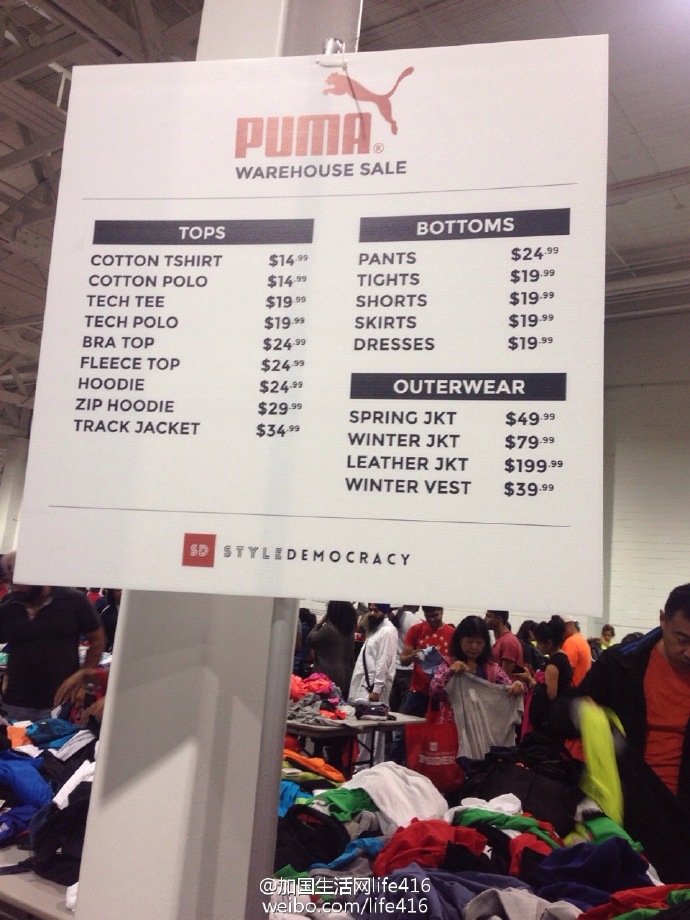 PUMA®
WAREHOUSE SALE
TOPS
COTTON TSHIRT $14.99
COTTON POLO $14.99
TECH TEE $19.99
TECH POLO $19.99
BRA TOP $24.99
FLEECE TOP $24.99
HOODIE $24.99
ZIP HOODIE $29.99
TRACK JACKET $34.99
BOTTOMS
PANTS $24.99
TIGHTS $19.99
SHORTS $19.99
SKIRTS $19.99
DRESSES $19.99
OUTERWEAR
SPRING JKT $49.99
WINTER JKT $79.99
LEATHER JKT $199.99
WINTER VEST $39.99
SD STYLEDEMOCRACY
@加国生活网life416
weibo.com/life416